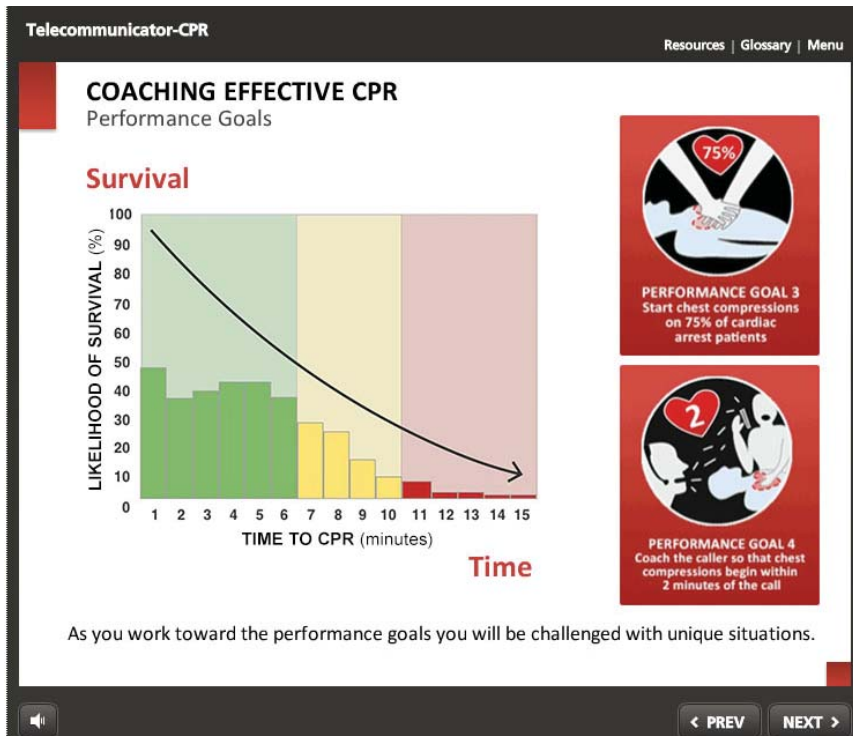 Telecommunicator-CPR
Resources | Glossary | Menu
COACHING EFFECTIVE CPR
Performance Goals
Survival
LIKELIHOOD OF SURVIVAL (%)
100
90
80
70
60
50
40
30
20
10
0
1 2 3 4 5 6 7 8 9 10 11 12 13 14 15
TIME TO CPR (minutes)
Time
75%
PERFORMANCE GOAL 3
Start chest compressions
on 75% of cardiac
arrest patients
2
PERFORMANCE GOAL 4
Coach the caller so that chest
compressions begin within
2 minutes of the call
As you work toward the performance goals you will be challenged with unique situations.
< PREV
NEXT >